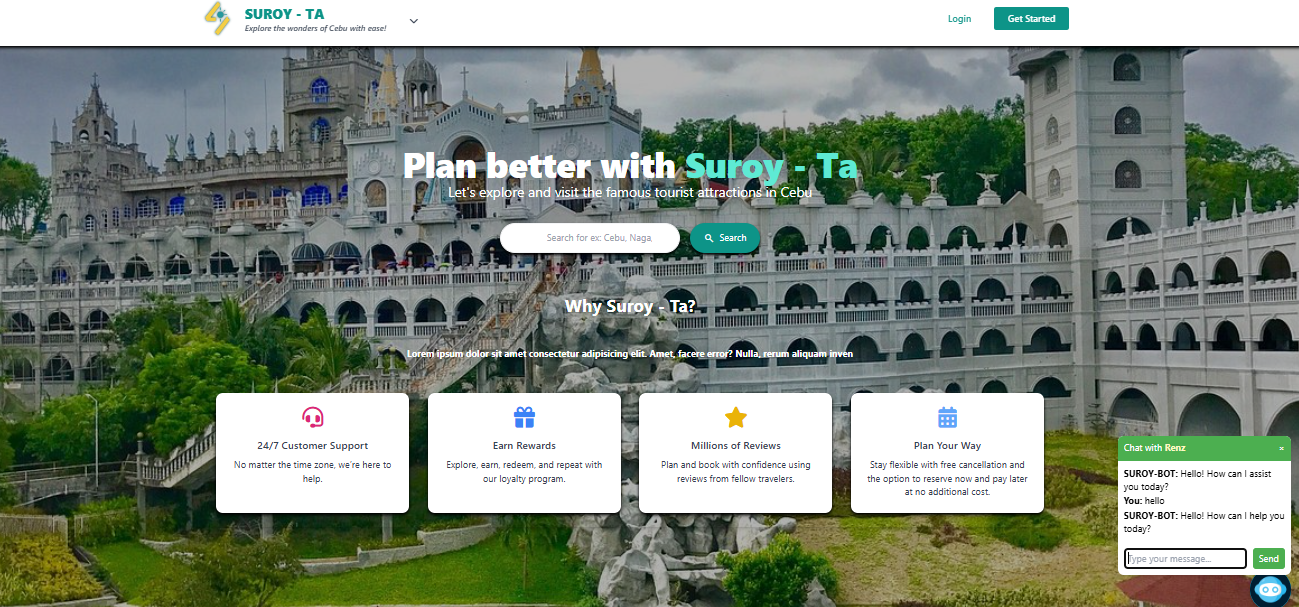 SUROY - TA
Explore the wonders of Cebu with ease!
Login
Get Started
Plan better with Suroy - Ta
Let's explore and visit the famous tourist attractions in Cebu
Search for ex: Cebu, Naga,
Search
Why Suroy - Ta?
Lorem ipsum dolor sit amet consectetur adipisicing elit. Amet, facere error? Nulla, rerum aliquam inven
24/7 Customer Support
No matter the time zone, we're here to
help.
Earn Rewards
Explore, earn, redeem, and repeat with
our loyalty program.
Millions of Reviews
Plan and book with confidence using
reviews from fellow travelers.
Plan Your Way
Stay flexible with free cancellation and
the option to reserve now and pay later
at no additional cost.
Chat with Renz
×
SUROY-BOT: Hello! How can I assist
you today?
You: hello
SUROY-BOT: Hello! How can I help you
today?
Type your message...
Send